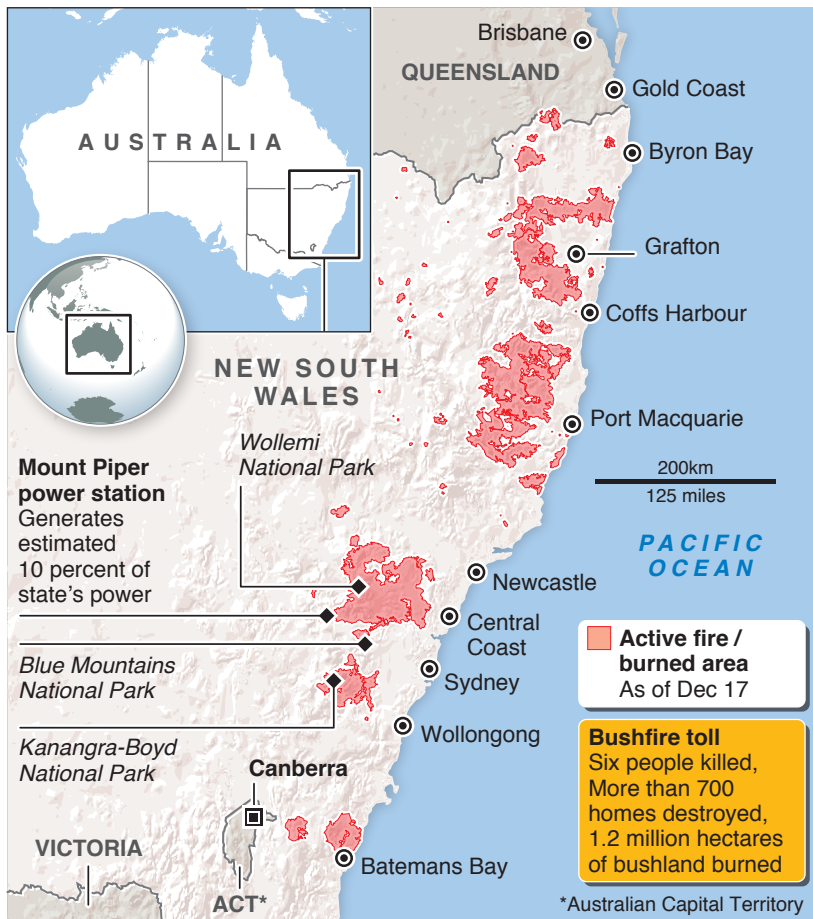 AUSTRALIA
Brisbane
QUEENSLAND
Gold Coast
Byron Bay
Grafton
Coffs Harbour
NEW SOUTH
WALES
Port Macquarie
Wollemi
National Park
Mount Piper
power station
Generates
estimated
10 percent of
state’s power
200km
125 miles
PACIFIC
OCEAN
Newcastle
Central
Coast
Blue Mountains
National Park
Sydney
Kanangra-Boyd
National Park
Wollongong
Canberra
VICTORIA
Batemans Bay
ACT*
Active fire /
burned area
As of Dec 17
Bushfire toll
Six people killed,
More than 700
homes destroyed,
1.2 million hectares
of bushland burned
*Australian Capital Territory